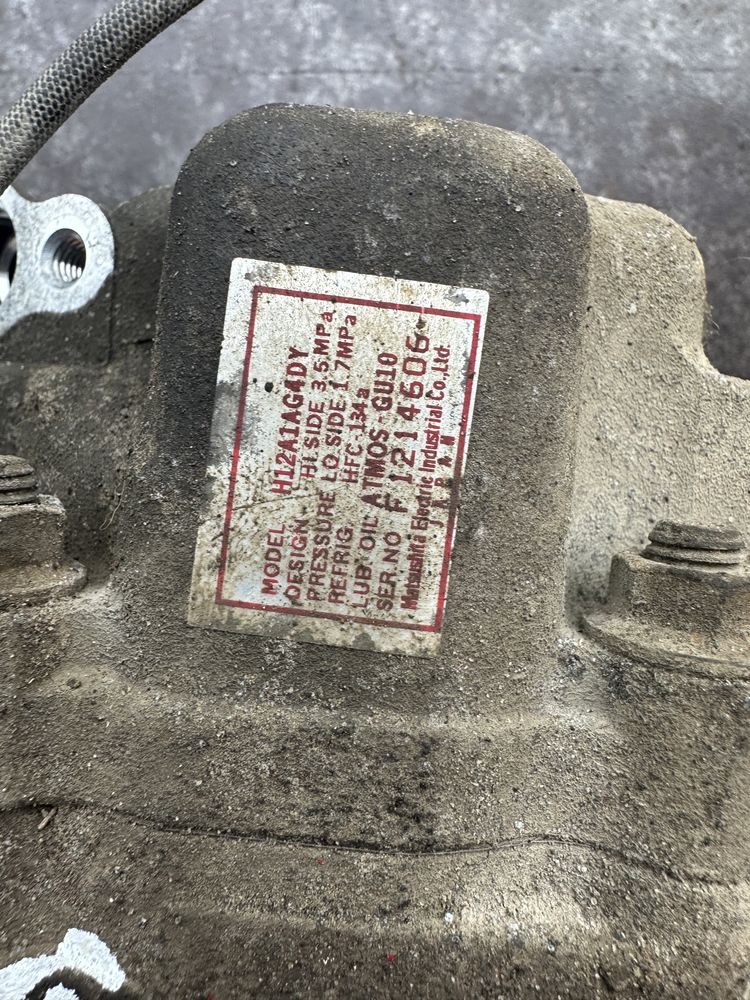 MODEL H12A1AG4DY
DESIGN HI SIDE 3.5MPa
PRESSURE LO SIDE 1.7MPa
REFRIG. HFC-134a
LUB OIL ATMOS-GU10
SER.NO F1214606
Matsushita Electric Industrial Co.,Ltd.
JAPAN